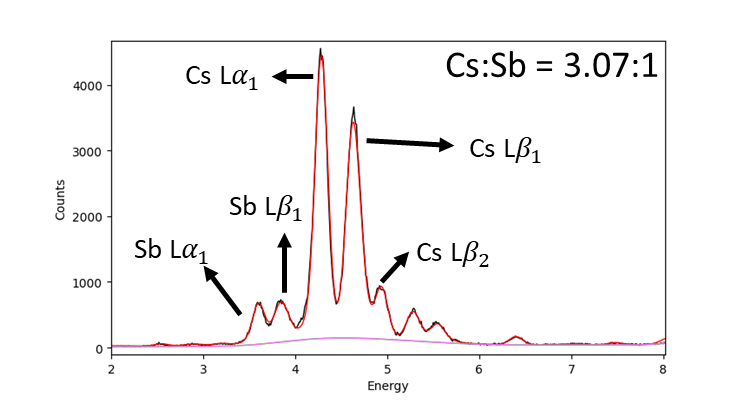 Cs:Sb = 3.07:1
Cs Lα₁
Cs Lβ₁
Sb Lβ₁
Sb Lα₁
Cs Lβ₂
Counts
4000
3000
2000
1000
0
2 3 4 5 6 7 8
Energy